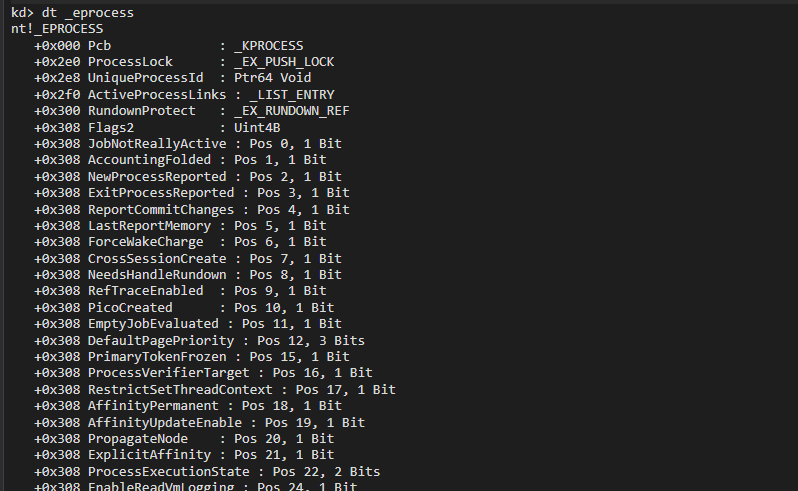 kd> dt _eprocess
nt!_EPROCESS
   +0x000 Pcb              : _KPROCESS
   +0x2e0 ProcessLock      : _EX_PUSH_LOCK
   +0x2e8 UniqueProcessId  : Ptr64 Void
   +0x2f0 ActiveProcessLinks : _LIST_ENTRY
   +0x300 RundownProtect   : _EX_RUNDOWN_REF
   +0x308 Flags2           : Uint4B
   +0x308 JobNotReallyActive : Pos 0, 1 Bit
   +0x308 AccountingFolded : Pos 1, 1 Bit
   +0x308 NewProcessReported : Pos 2, 1 Bit
   +0x308 ExitProcessReported : Pos 3, 1 Bit
   +0x308 ReportCommitChanges : Pos 4, 1 Bit
   +0x308 LastReportMemory : Pos 5, 1 Bit
   +0x308 ForceWakeCharge  : Pos 6, 1 Bit
   +0x308 CrossSessionCreate : Pos 7, 1 Bit
   +0x308 NeedsHandleRundown : Pos 8, 1 Bit
   +0x308 RefTraceEnabled  : Pos 9, 1 Bit
   +0x308 PicoCreated      : Pos 10, 1 Bit
   +0x308 EmptyJobEvaluated : Pos 11, 1 Bit
   +0x308 DefaultPagePriority : Pos 12, 3 Bits
   +0x308 PrimaryTokenFrozen : Pos 15, 1 Bit
   +0x308 ProcessVerifierTarget : Pos 16, 1 Bit
   +0x308 RestrictSetThreadContext : Pos 17, 1 Bit
   +0x308 AffinityPermanent : Pos 18, 1 Bit
   +0x308 AffinityUpdateEnable : Pos 19, 1 Bit
   +0x308 PropagateNode    : Pos 20, 1 Bit
   +0x308 ExplicitAffinity : Pos 21, 1 Bit
   +0x308 ProcessExecutionState : Pos 22, 2 Bits
   +0x308 EnableReadVmLogging : Pos 24, 1 Bit